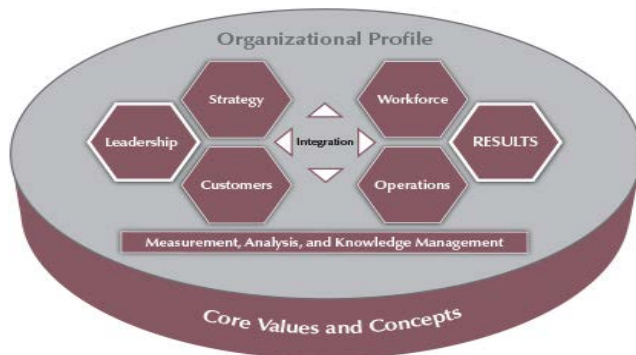 Organizational Profile
Strategy
Workforce
Leadership
Integration
RESULTS
Customers
Operations
Measurement, Analysis, and Knowledge Management
Core Values and Concepts